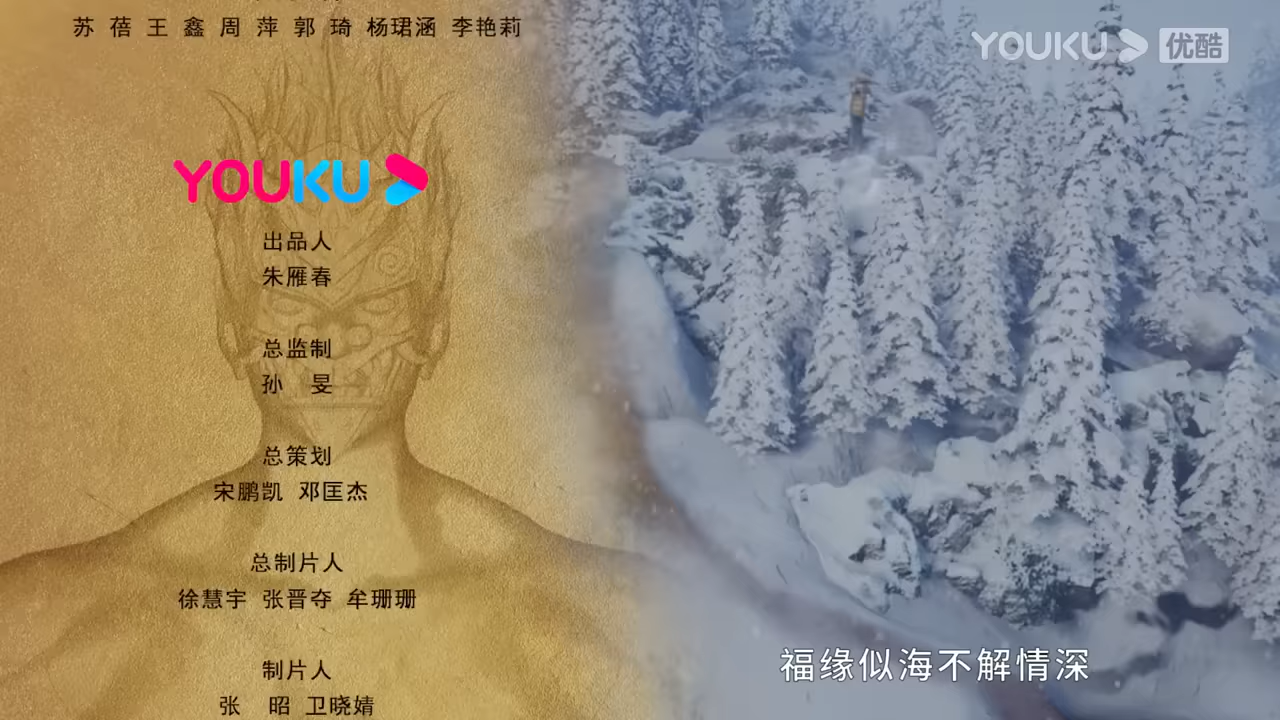 苏蓓 王鑫 周萍 郭琦 杨珺涵 李艳莉
YOUKU 优酷
YOUKU
出品人
朱雁春
总监制
孙旻
总策划
宋鹏凯 邓匡杰
总制片人
徐慧宇 张晋夺 牟珊珊
制片人
张昭 卫晓婧
福缘似海不解情深